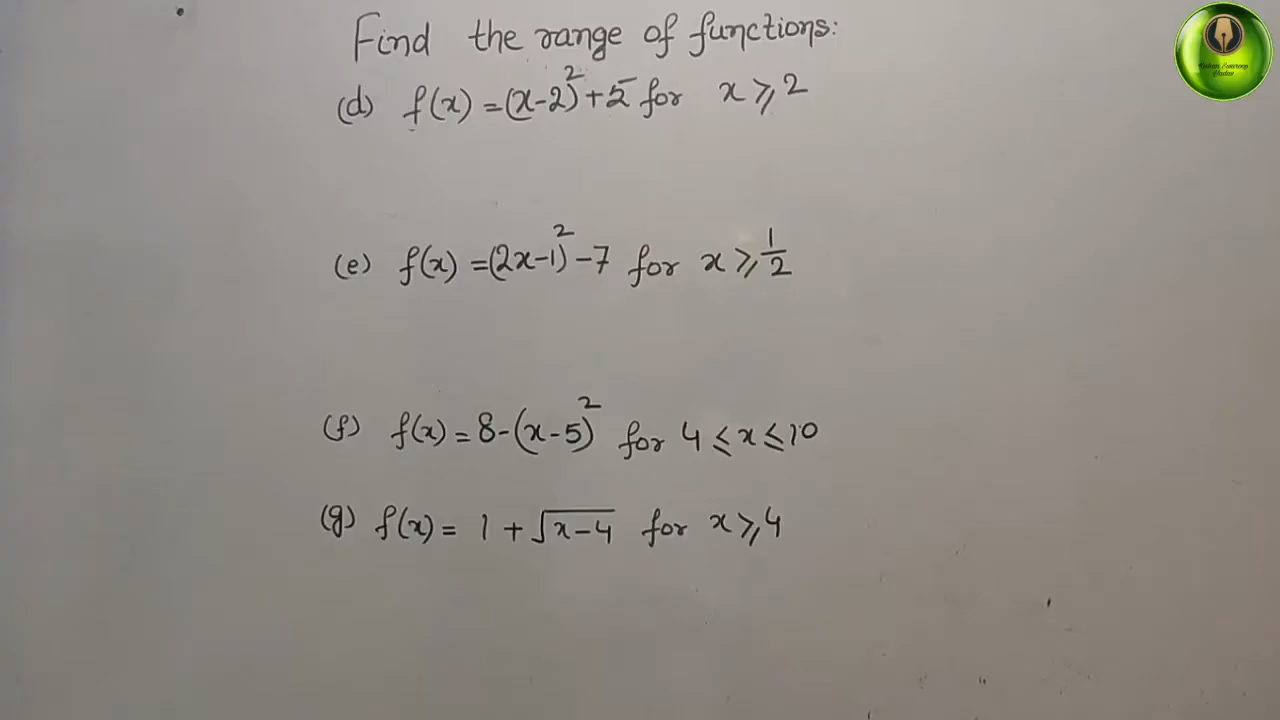 Find the range of functions:
(d) f(x) = (x-2)² + 5 for x ⩾ 2
(e) f(x) = (2x-1)² - 7 for x ⩾ 1/2
(f) f(x) = 8 - (x-5)² for 4 ⩽ x ⩽ 10
(g) f(x) = 1 + √(x-4) for x ⩾ 4